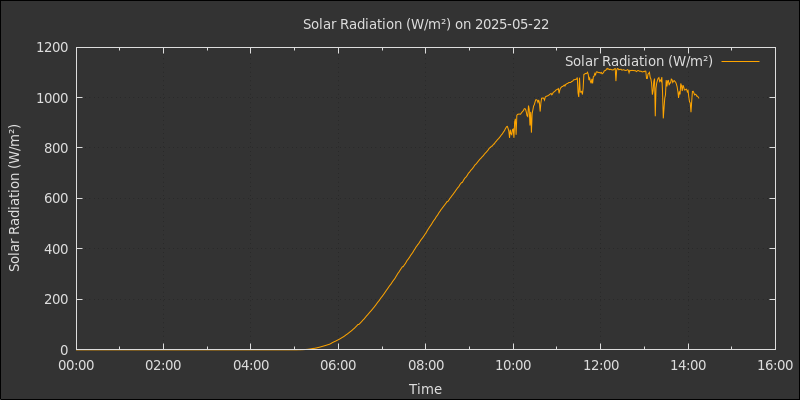 Solar Radiation (W/m²) on 2025-05-22
Solar Radiation (W/m²)
Solar Radiation (W/m²)
1200
1000
800
600
400
200
0
00:00 02:00 04:00 06:00 08:00 10:00 12:00 14:00 16:00
Time